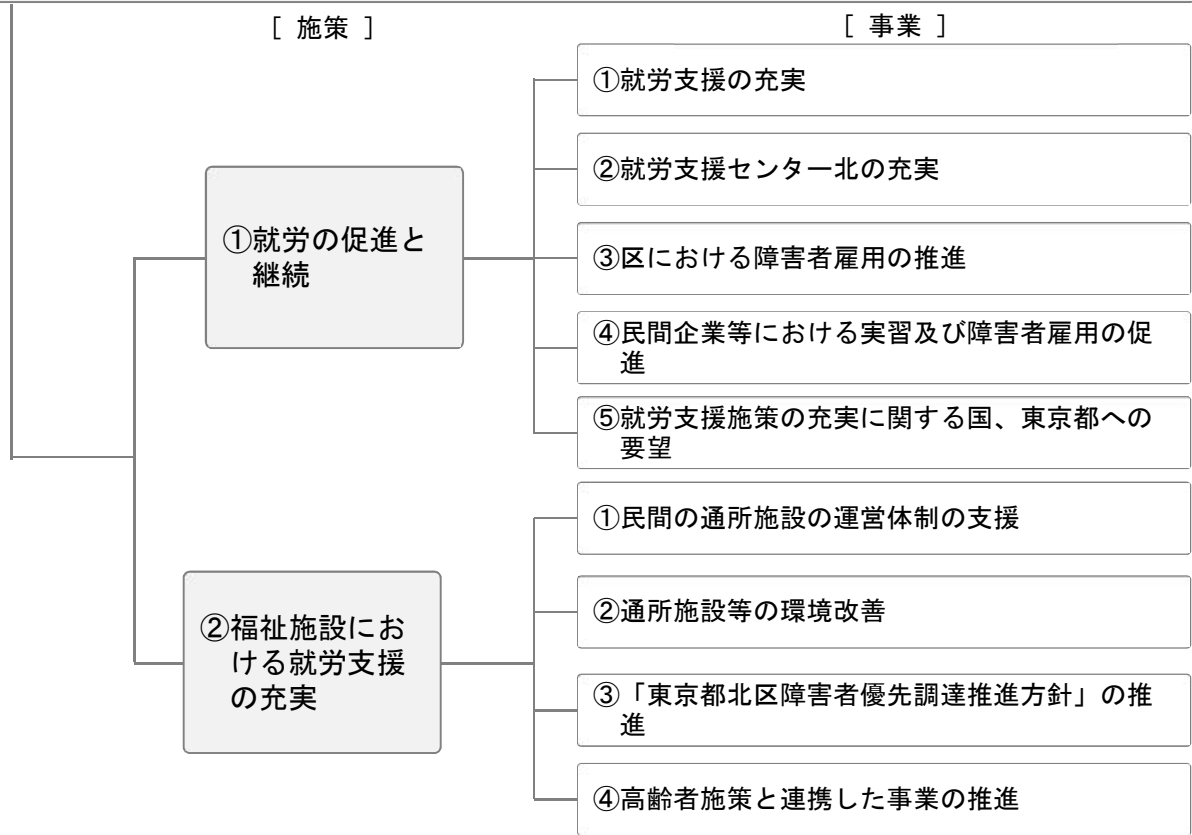 [ 施策 ]
[ 事業 ]
①就労の促進と
継続
①就労支援の充実
②就労支援センター北の充実
③区における障害者雇用の推進
④民間企業等における実習及び障害者雇用の促
進
⑤就労支援施策の充実に関する国、東京都への
要望
②福祉施設にお
ける就労支援
の充実
①民間の通所施設の運営体制の支援
②通所施設等の環境改善
③「東京都北区障害者優先調達推進方針」の推
進
④高齢者施策と連携した事業の推進